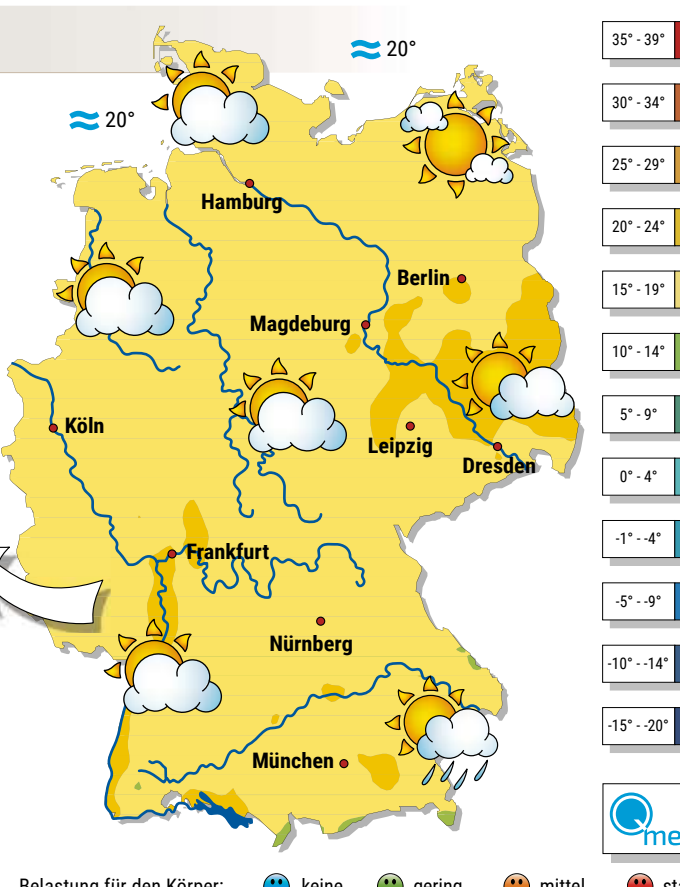 20°
35° - 39°
30° - 34°
20°
25° - 29°
Hamburg
20° - 24°
Berlin
15° - 19°
Magdeburg
10° - 14°
Köln
5° - 9°
Leipzig
Dresden
0° - 4°
-1° - -4°
Frankfurt
-5° - -9°
Nürnberg
-10° - -14°
-15° - -20°
München
Belastung für den Körper: keine gering mittel